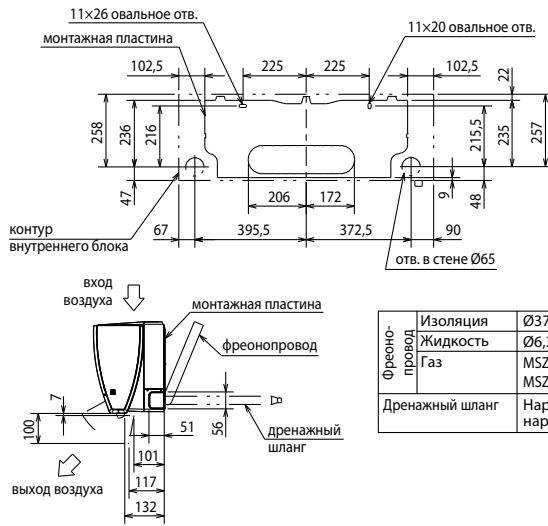 11×26 овальное отв.
11×20 овальное отв.
монтажная пластина
102,5
225
225
102,5
22
258
236
216
215,5
235
257
47
206
172
9
48
контур
внутреннего блока
67
395,5
372,5
90
отв. в стене Ø65
вход
воздуха
монтажная пластина
фреонопровод
7
100
51
56
дренажный
шланг
101
117
132
выход воздуха
Фреоно-
провод
Изоляция
Ø37
Жидкость
Ø6,3
Газ
MSZ
MSZ
Дренажный шланг
Нар
нар